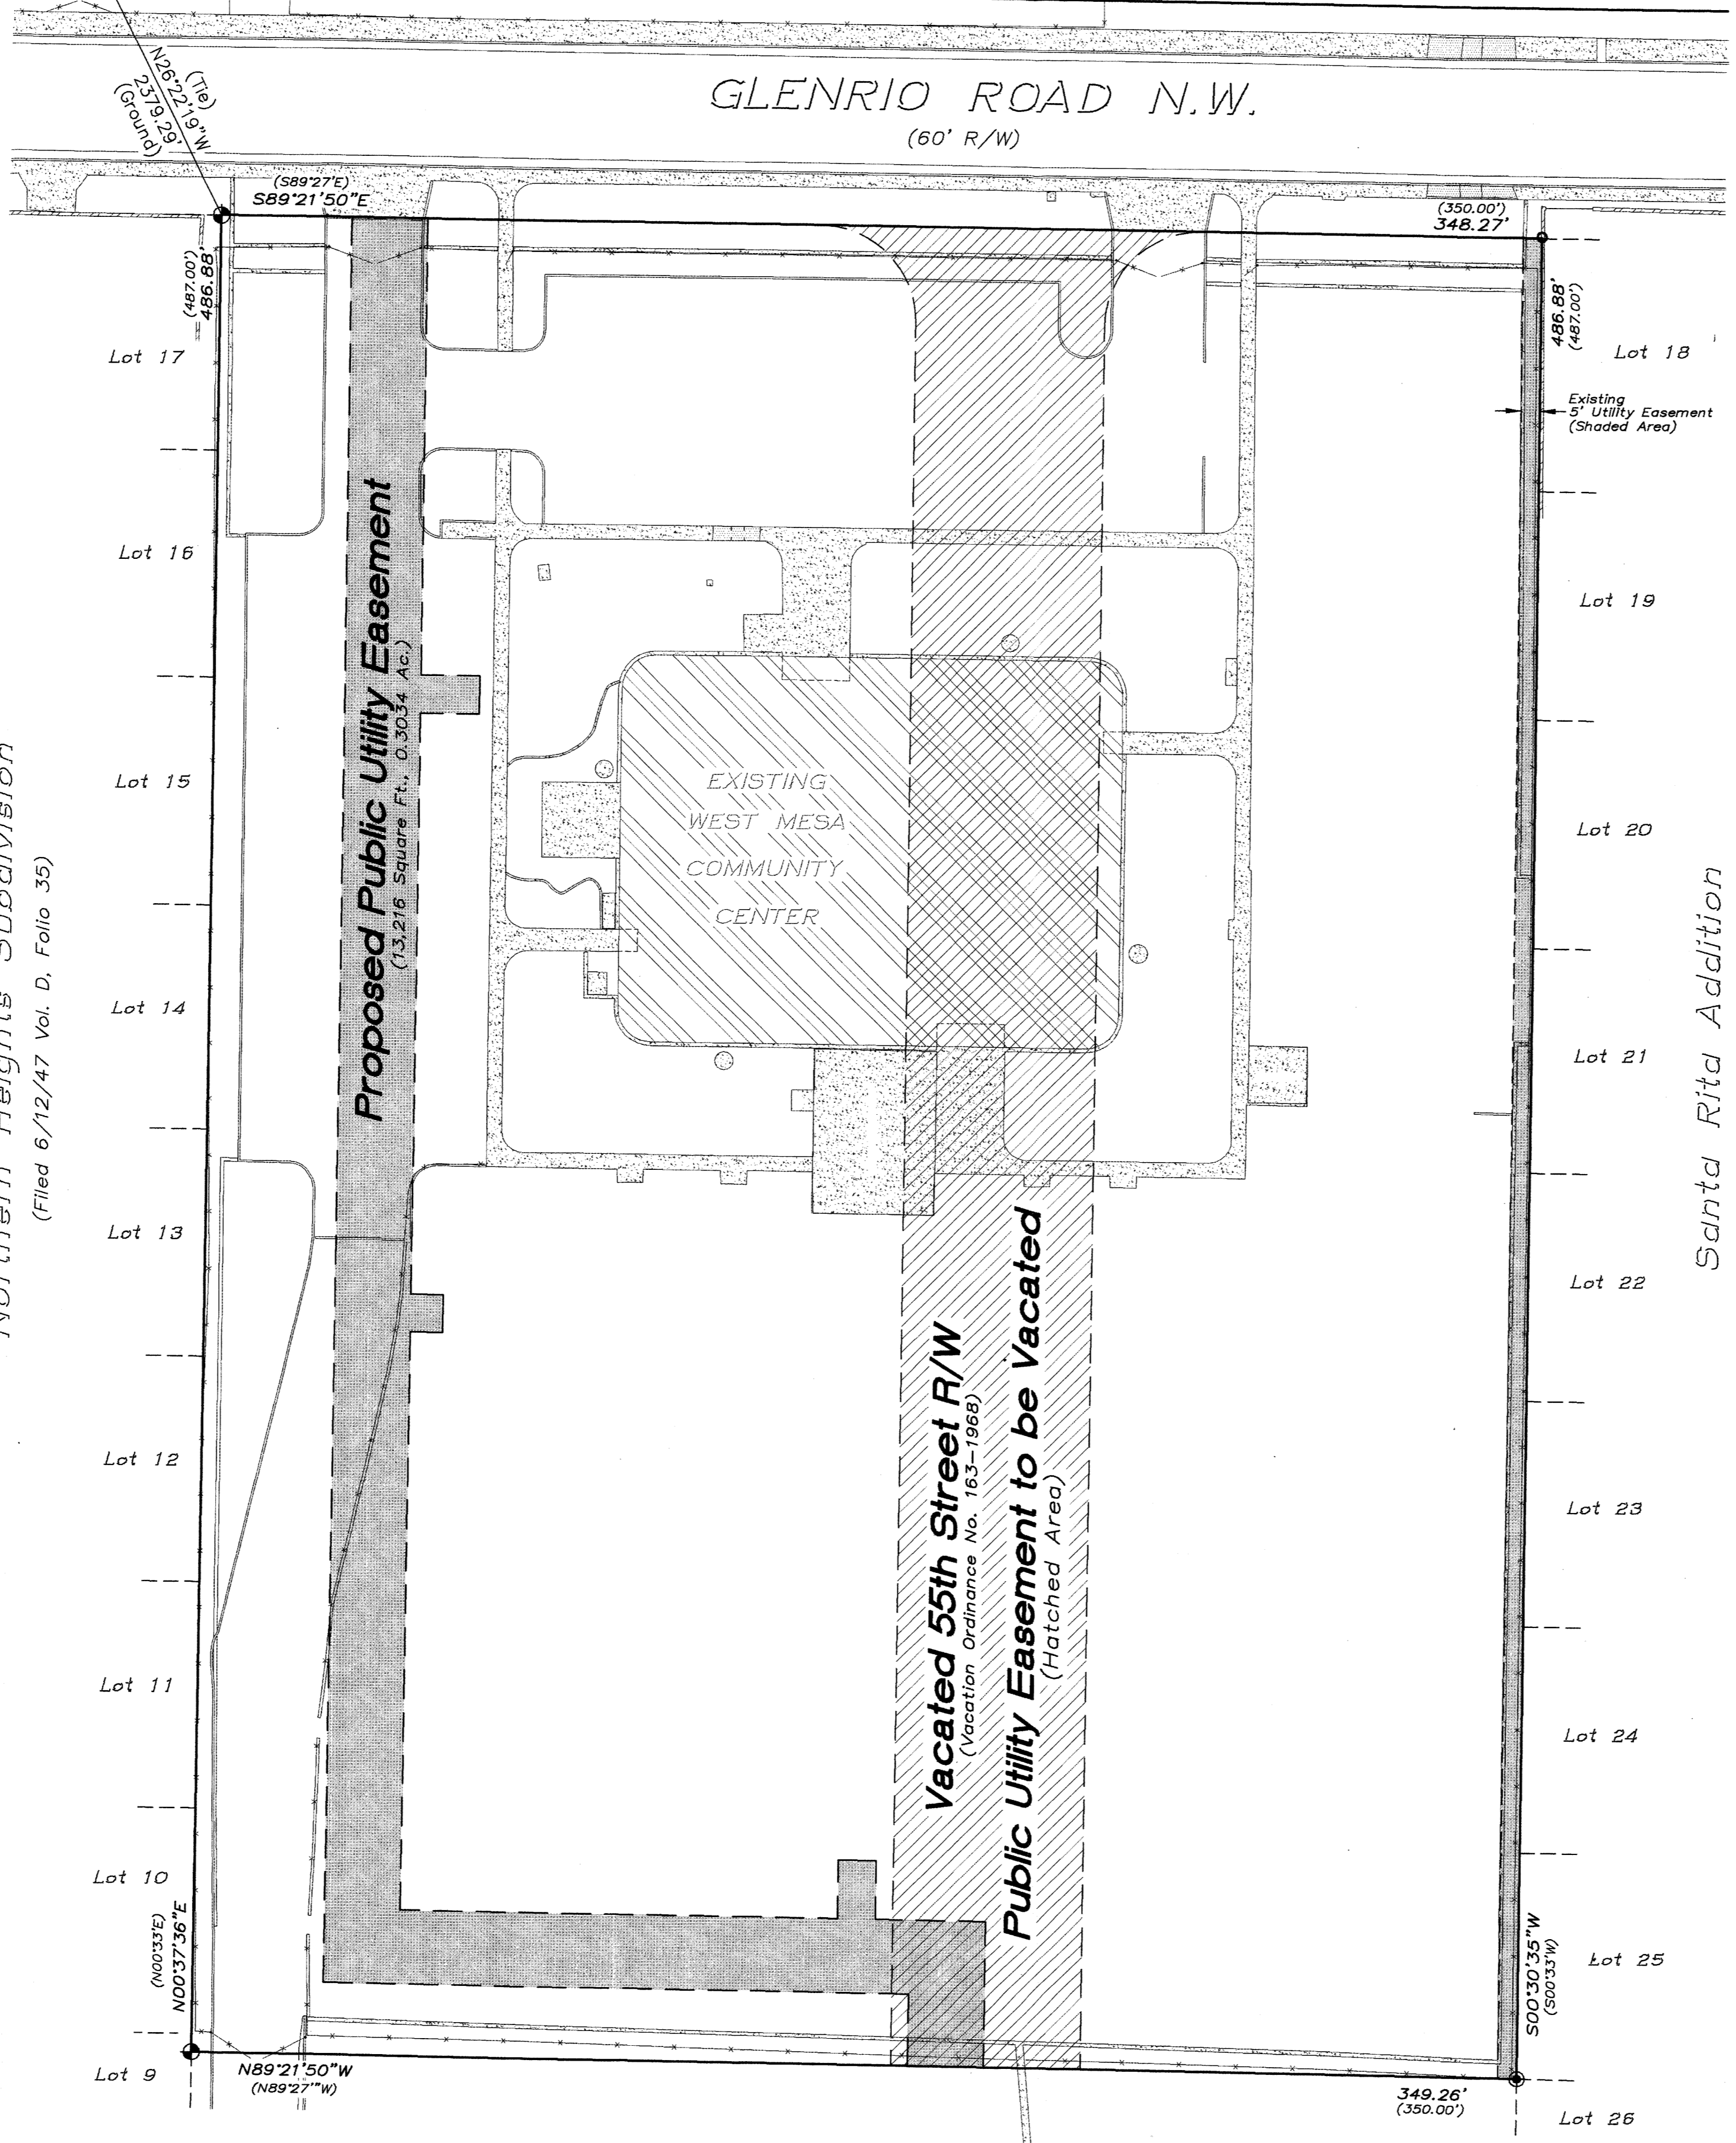 GLENRIO ROAD N.W.
(60' R/W)
(Tie)
N26°22'19"W
2379.29'
(Ground)
(S89°27'E)
S89°21'50"E
(350.00')
348.27'
(487.00')
486.88'
486.88'
(487.00')
Existing
5' Utility Easement
(Shaded Area)
Lot 17
Lot 16
Lot 15
Lot 14
Lot 13
Lot 12
Lot 11
Lot 10
Lot 9
Northern Heights Subdivision
(Filed 6/12/47 Vol. D, Folio 35)
Proposed Public Utility Easement
(13,216 Square Ft., 0.3034 Ac.)
EXISTING
WEST MESA
COMMUNITY
CENTER
Vacated 55th Street R/W
(Vacation Ordinance No. 163-1968)
Public Utility Easement to be Vacated
(Hatched Area)
Lot 18
Lot 19
Lot 20
Lot 21
Lot 22
Lot 23
Lot 24
Lot 25
Lot 26
Santa Rita Addition
(N00°33'E)
N00°37'36"E
S00°30'35"W
(S00°33'W)
N89°21'50"W
(N89°27'"W)
349.26'
(350.00')